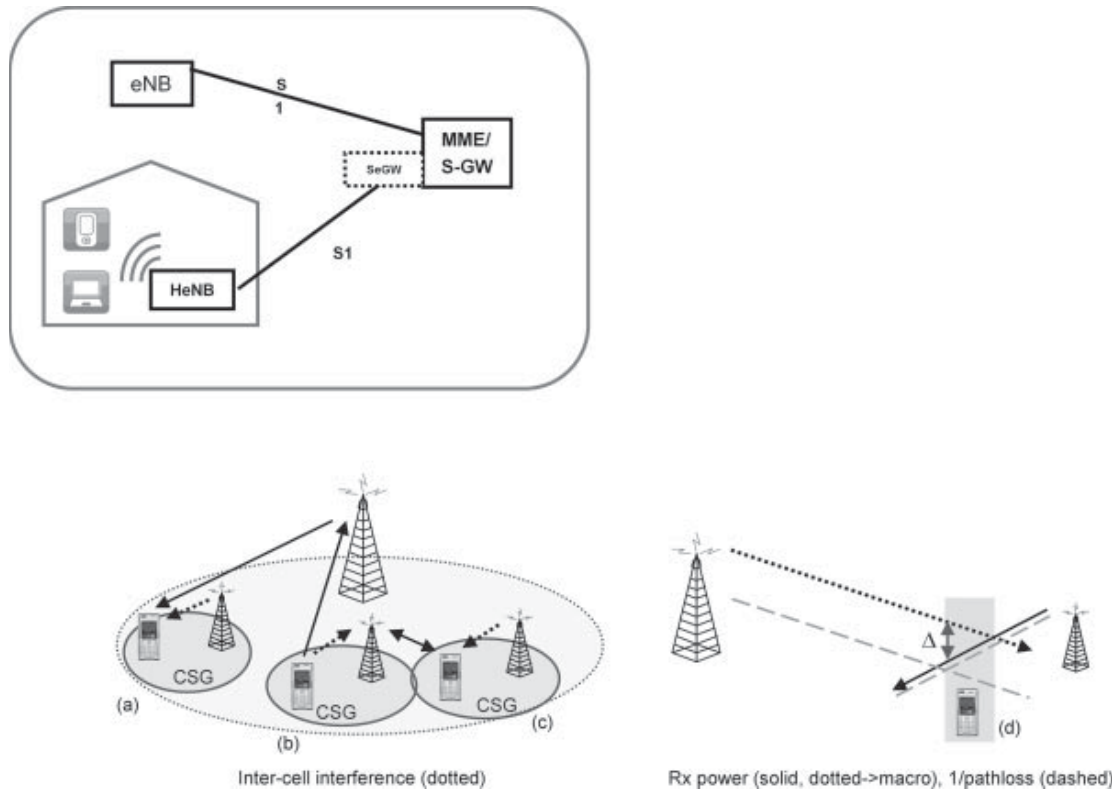 eNB
S
1
MME/
S-GW
SeGW
S1
HeNB
CSG
(a)
CSG
(b)
CSG
(c)
Δ
(d)
Inter-cell interference (dotted)
Rx power (solid, dotted->macro), 1/pathloss (dashed)